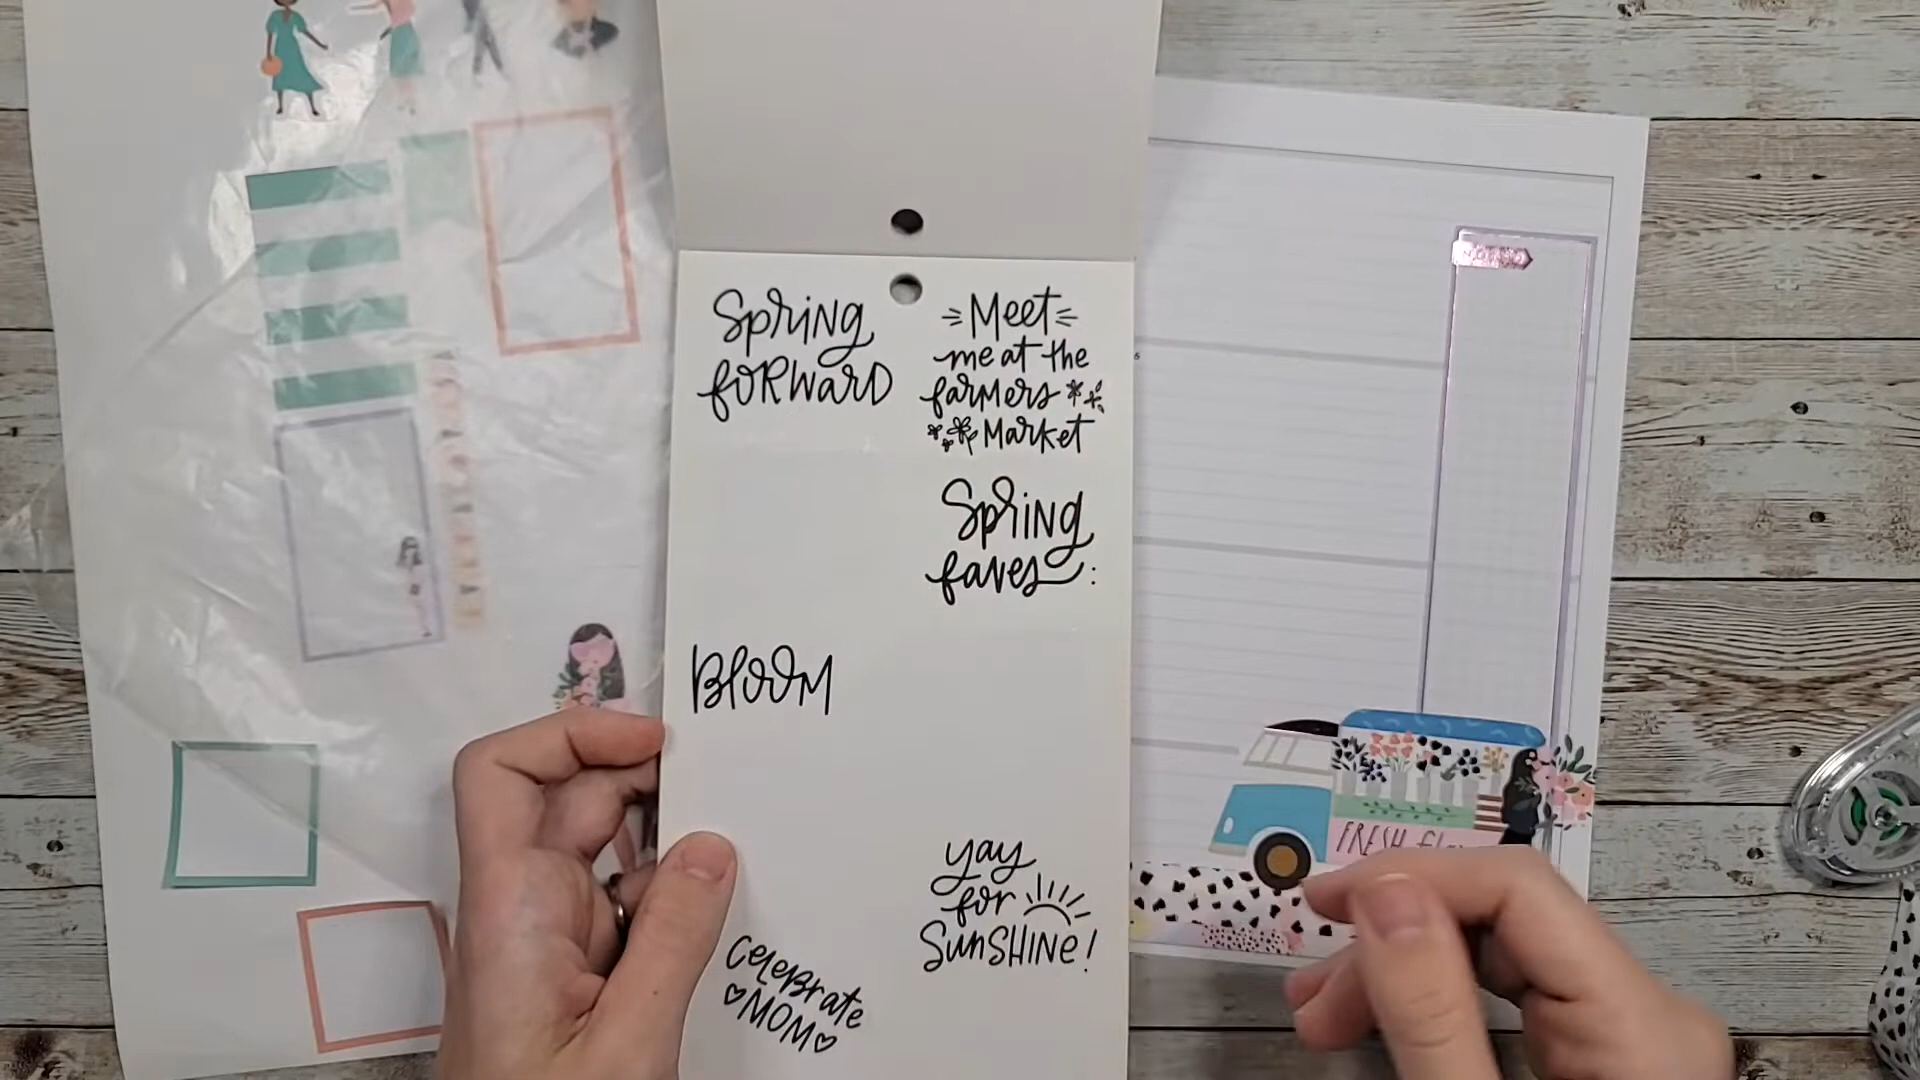 Spring
forward
Meet
me at the
farmers
Market
Spring
faves:
Bloom
yay
for
SunSHINe!
celebrate
MOM
FRESH